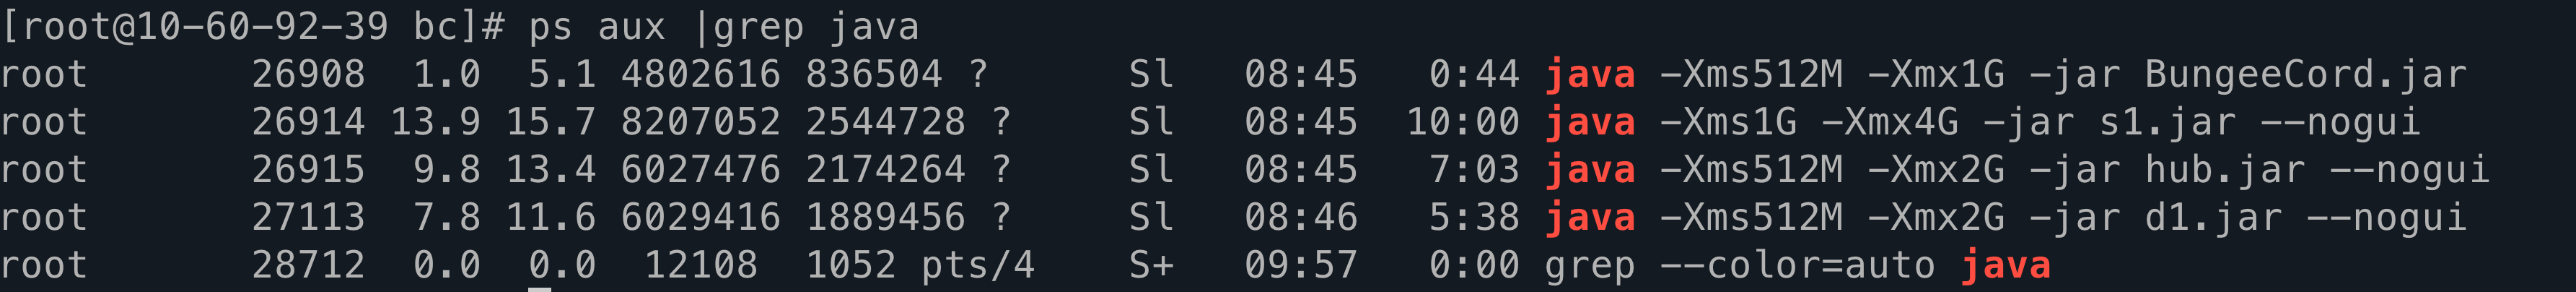 [root@10-60-92-39 bc]# ps aux |grep java
root 26908 1.0 5.1 4802616 836504 ? Sl 08:45 0:44 java -Xms512M -Xmx1G -jar BungeeCord.jar
root 26914 13.9 15.7 8207052 2544728 ? Sl 08:45 10:00 java -Xms1G -Xmx4G -jar s1.jar --nogui
root 26915 9.8 13.4 6027476 2174264 ? Sl 08:45 7:03 java -Xms512M -Xmx2G -jar hub.jar --nogui
root 27113 7.8 11.6 6029416 1889456 ? Sl 08:46 5:38 java -Xms512M -Xmx2G -jar d1.jar --nogui
root 28712 0.0 0.0 12108 1052 pts/4 S+ 09:57 0:00 grep --color=auto java